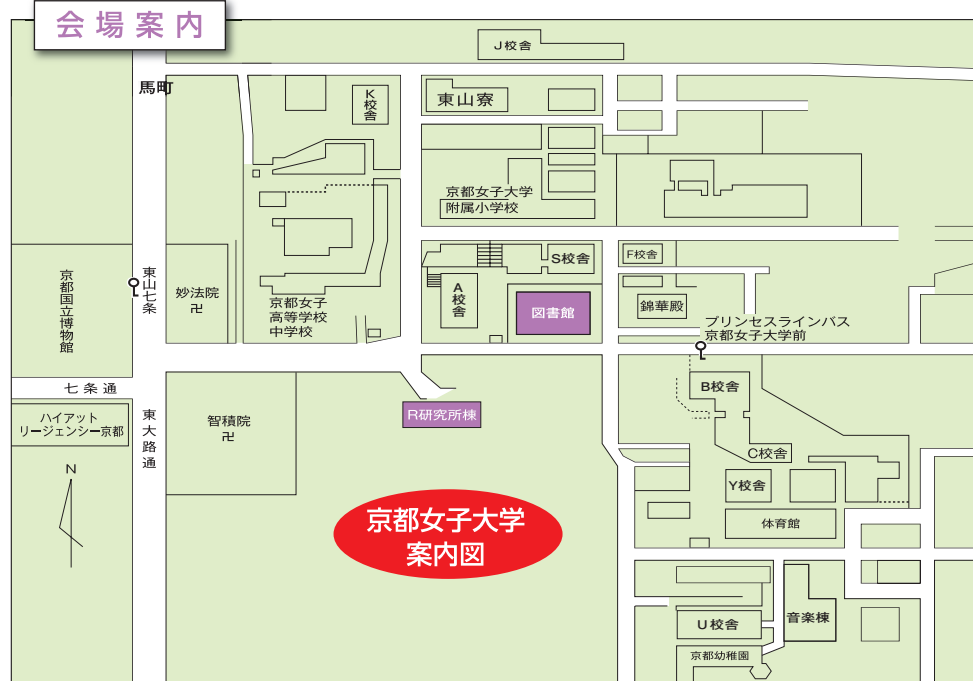 会場案内
J校舎
馬町
K校舎
東山寮
京都女子大学
附属小学校
S校舎
F校舎
京都国立博物館
東山七条
妙法院
卍
京都女子
高等学校
中学校
A校舎
図書館
錦華殿
プリンセスラインバス
京都女子大学前
七条通
B校舎
ハイアット
リージェンシー京都
東大路通
智積院
卍
R研究所棟
C校舎
N
Y校舎
京都女子大学
案内図
体育館
U校舎
音楽棟
京都幼稚園